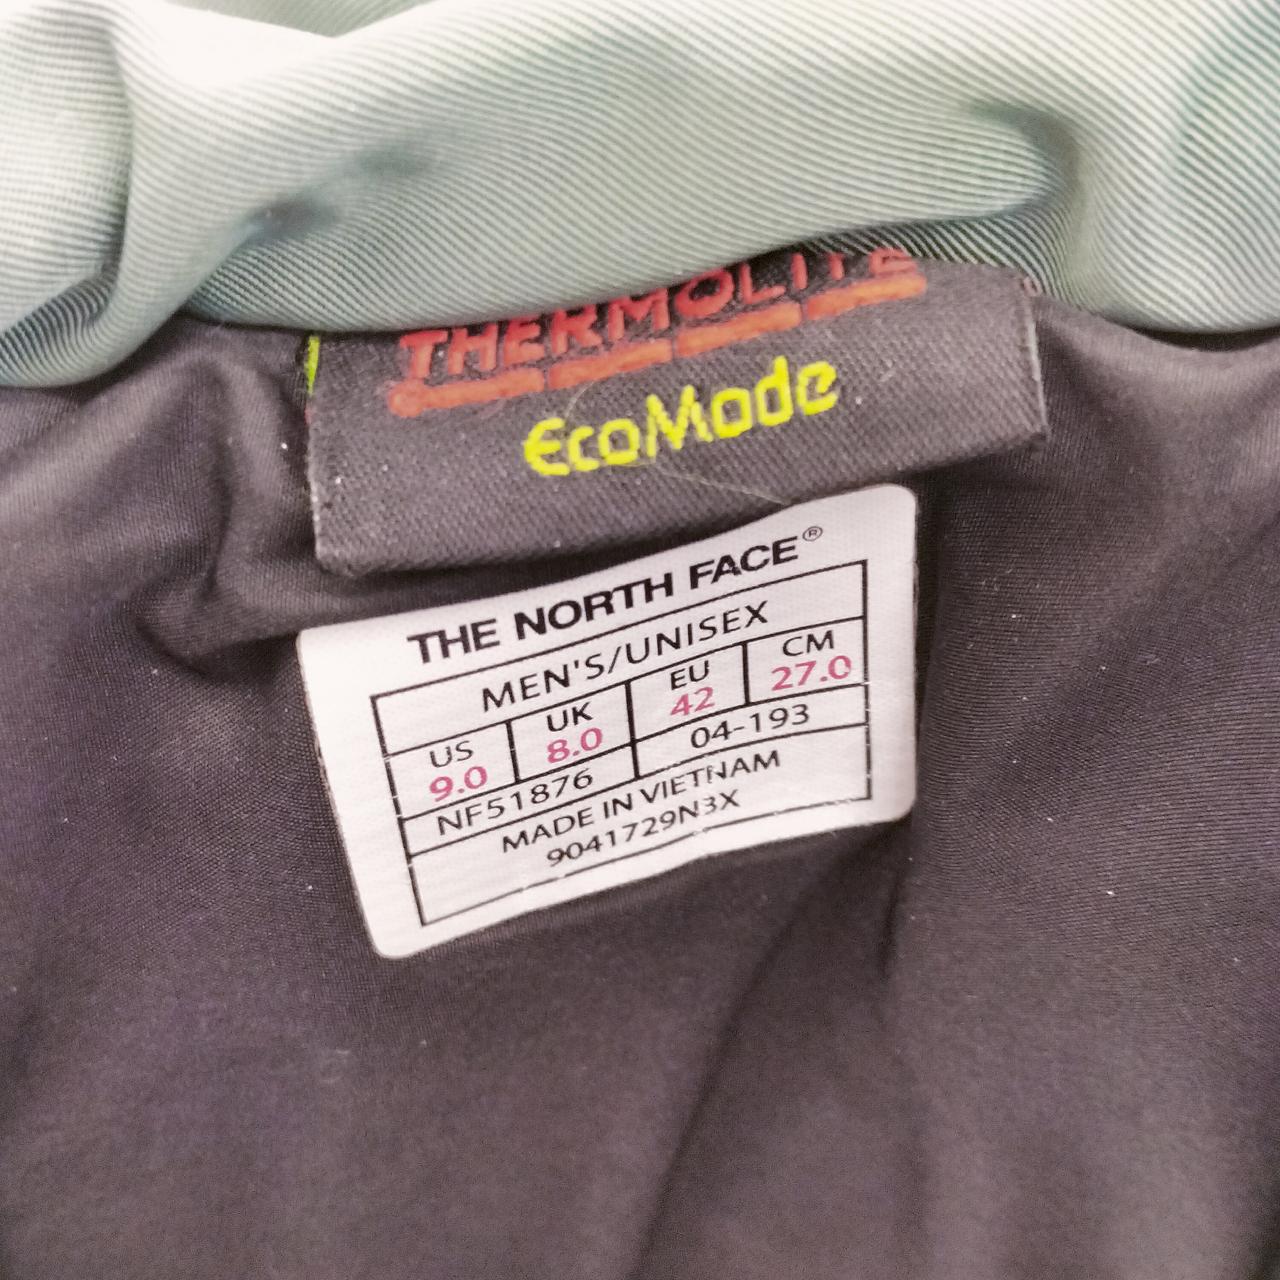 THERMOLITE
EcoMode
THE NORTH FACE®
MEN'S/UNISEX
US UK EU CM
9.0 8.0 42 27.0
NF51876 04-193
MADE IN VIETNAM
9041729N3X